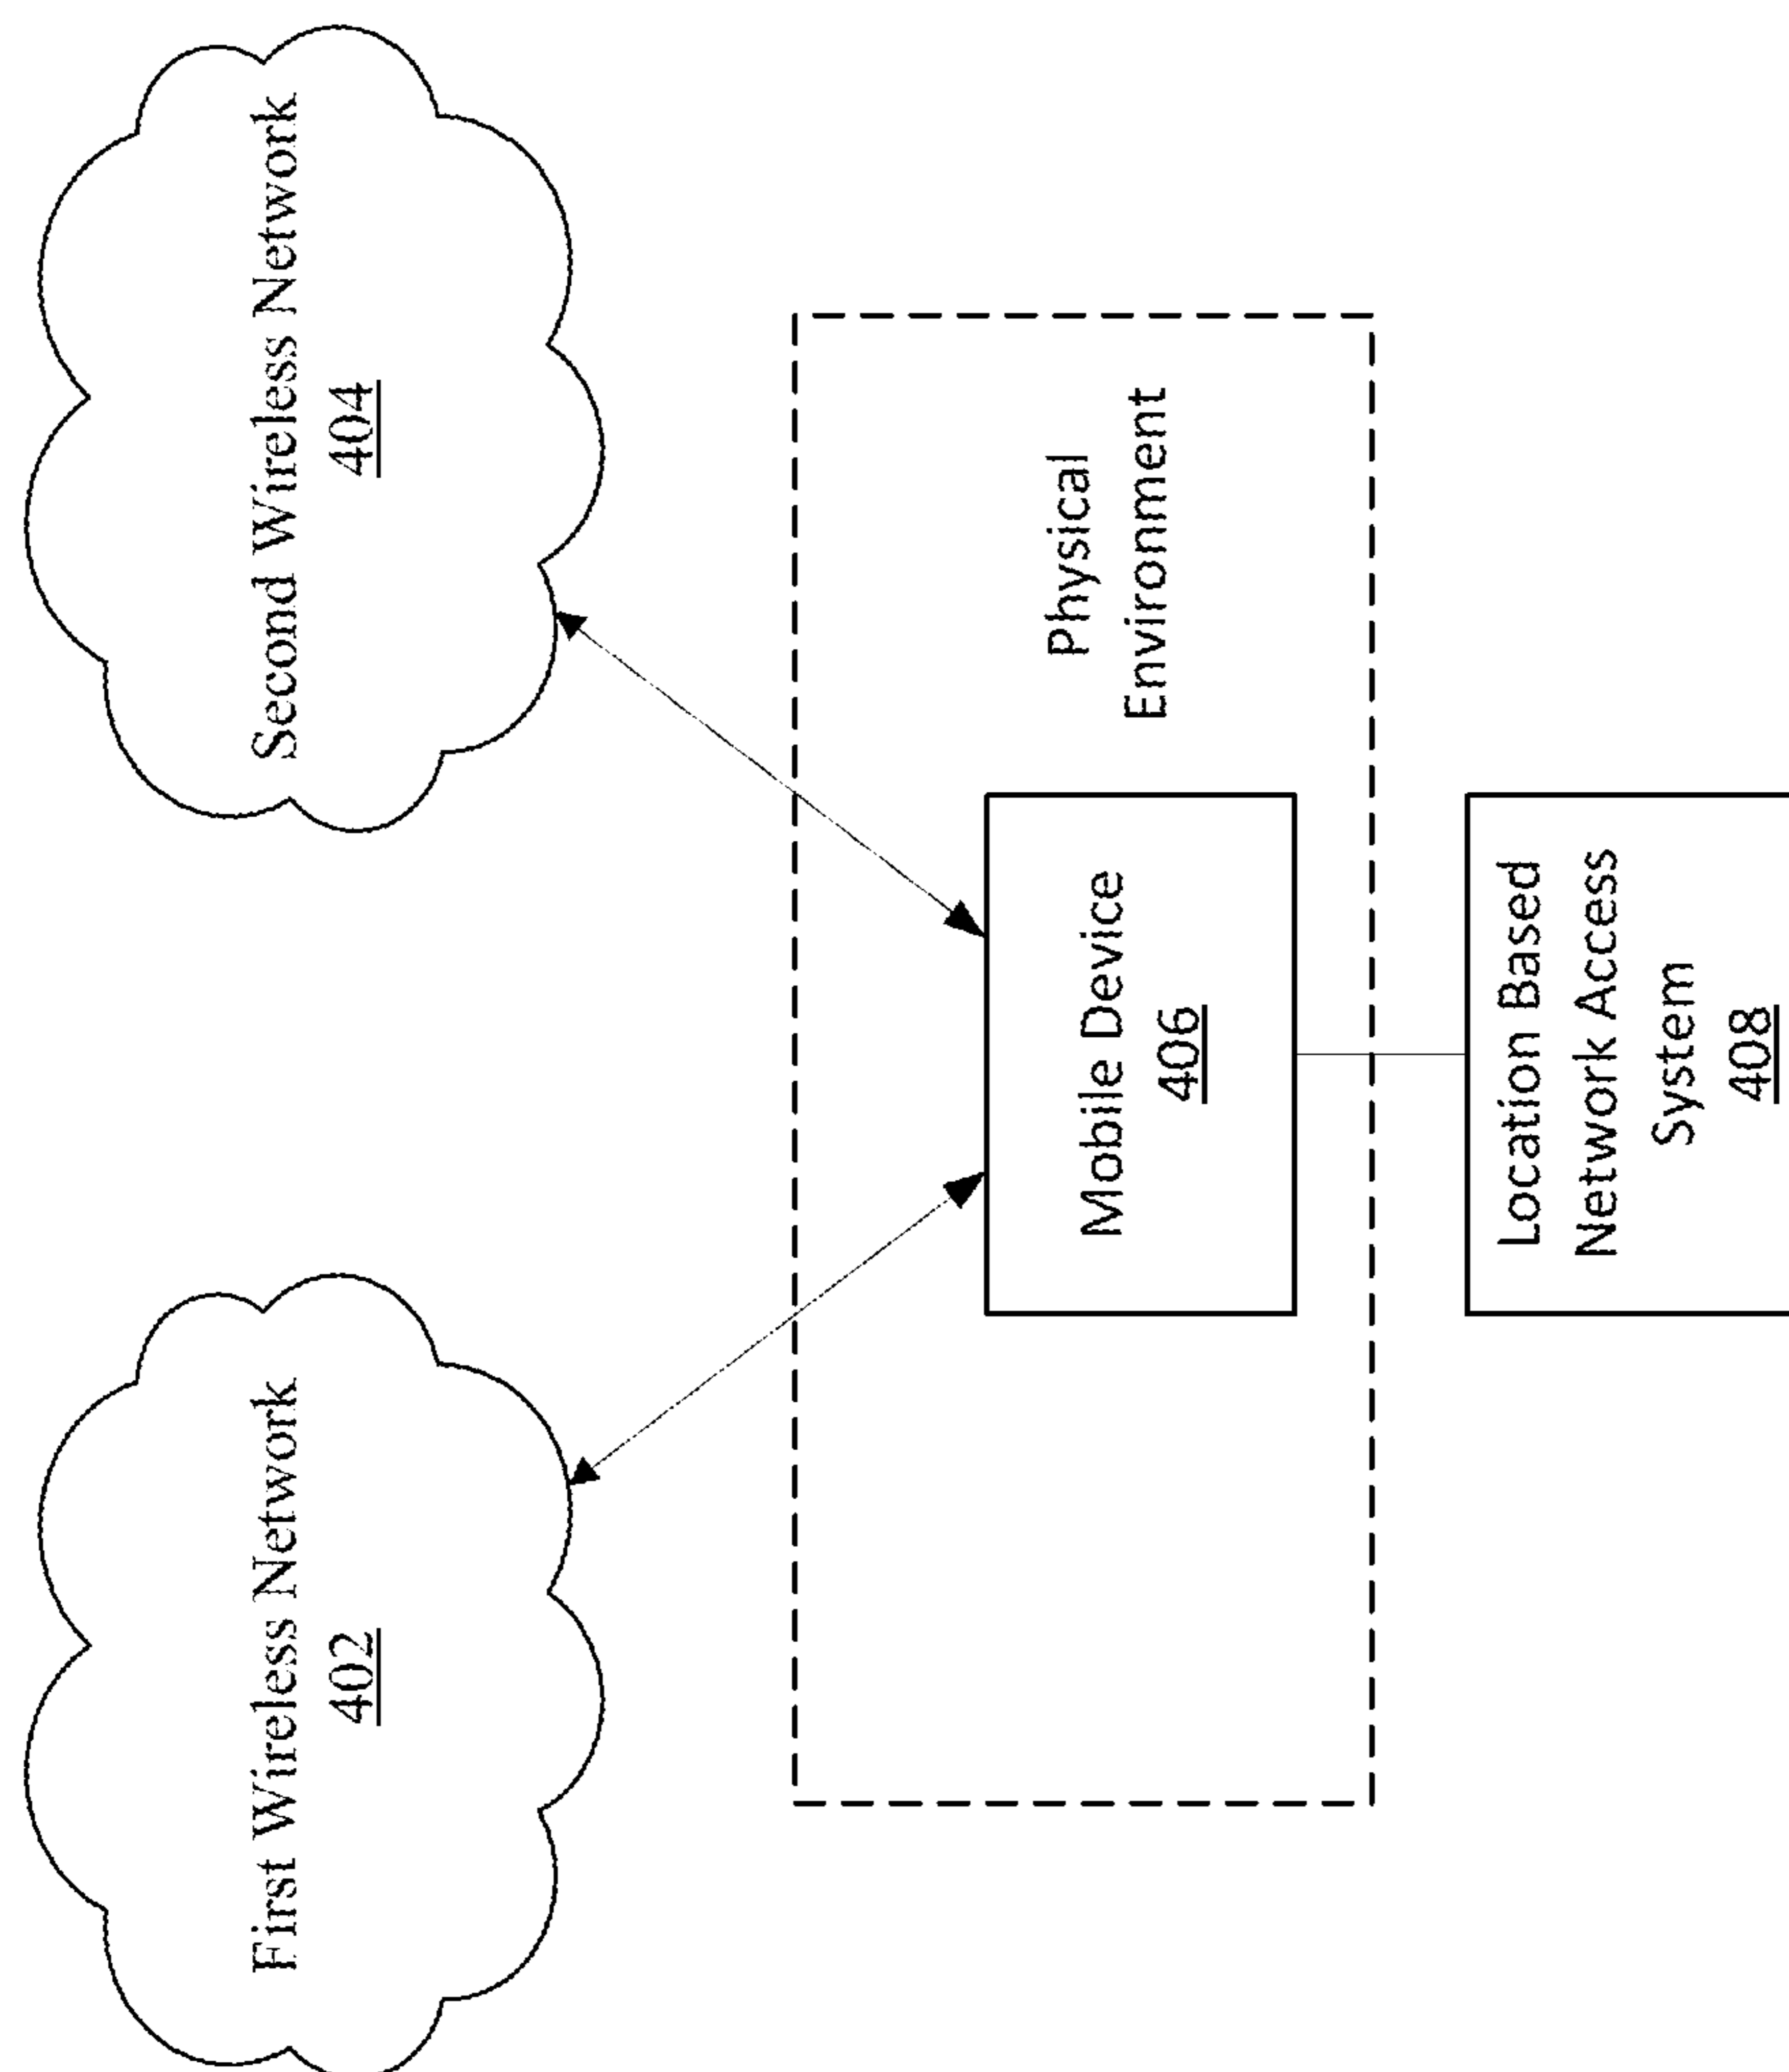 First Wireless Network
402
Second Wireless Network
404
Physical
Environment
Mobile Device
406
Location Based
Network Access
System
408